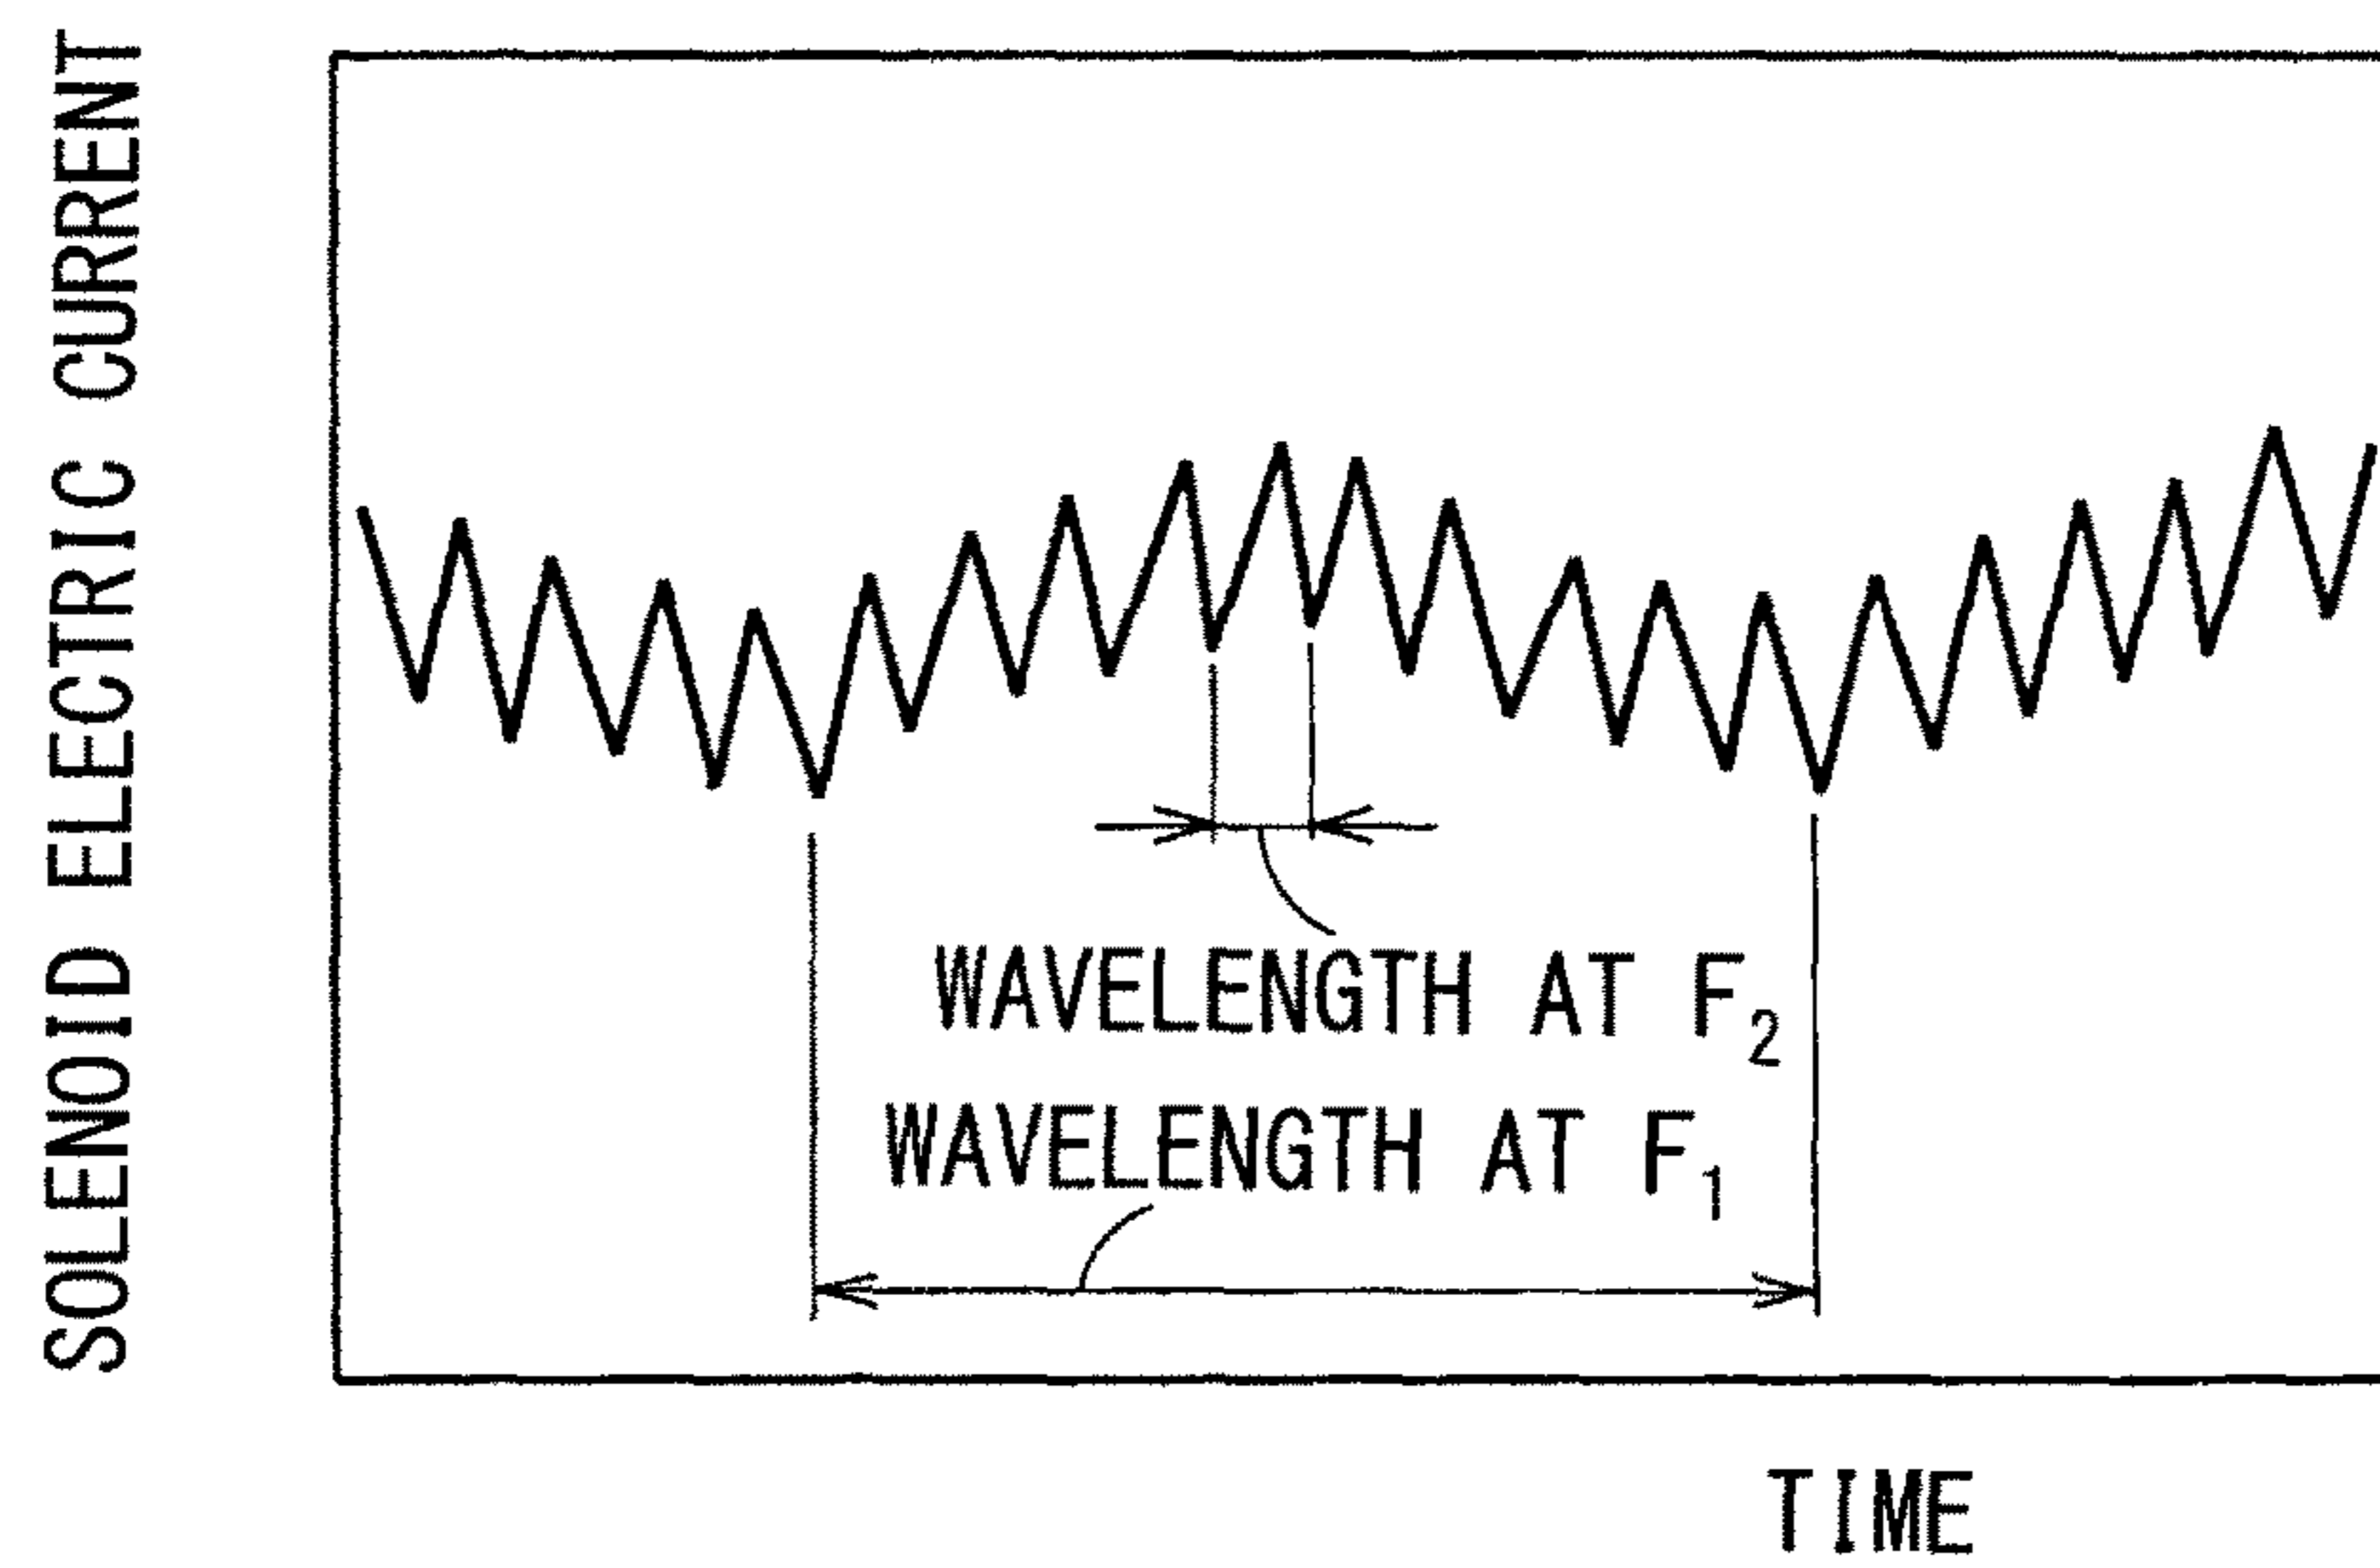 SOLENOID ELECTRIC CURRENT
WAVELENGTH AT F₂
WAVELENGTH AT F₁
TIME